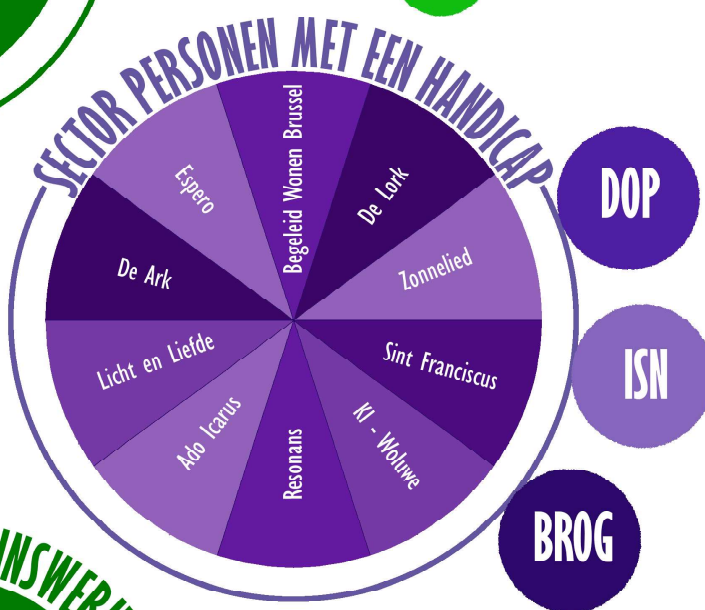 SECTOR PERSONEN MET EEN HANDICAP
Begeleid Wonen Brussel
De Lork
Zonnelied
Sint Franciscus
KI - Woluwe
Resonans
Ado Icarus
Licht en Liefde
De Ark
Espero
DOP
ISN
BROG